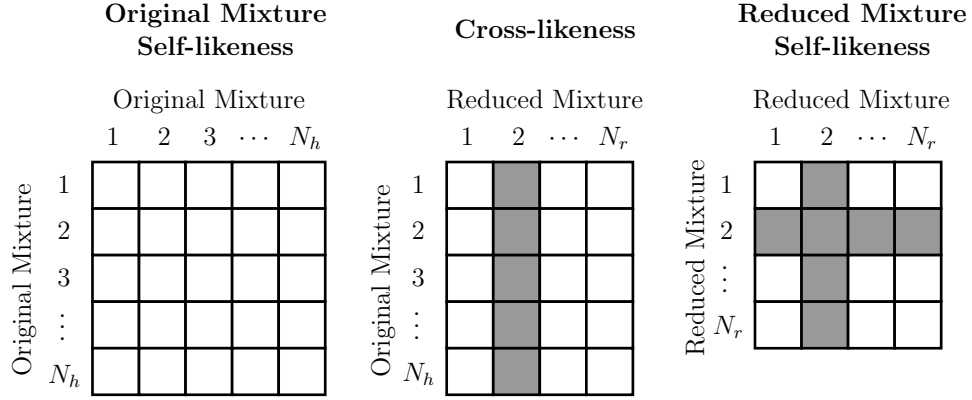 Original Mixture
Self-likeness
Original Mixture
1 2 3 ⋯ N_h
Original Mixture
1
2
3
⋮
N_h
Cross-likeness
Reduced Mixture
1 2 ⋯ N_r
Original Mixture
1
2
3
⋮
N_h
Reduced Mixture
Self-likeness
Reduced Mixture
1 2 ⋯ N_r
Reduced Mixture
1
2
⋮
N_r